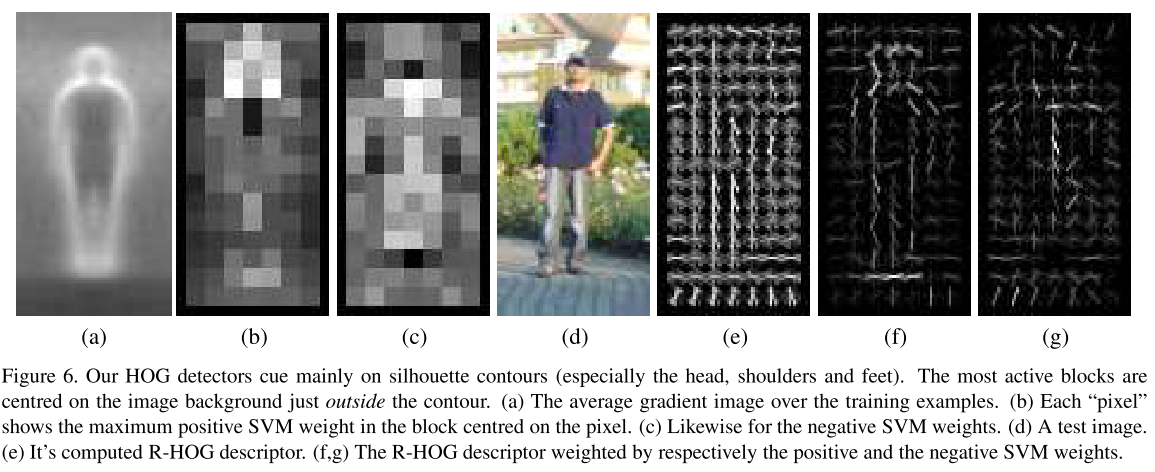 (a) (b) (c) (d) (e) (f) (g)
Figure 6. Our HOG detectors cue mainly on silhouette contours (especially the head, shoulders and feet). The most active blocks are
centred on the image background just outside the contour. (a) The average gradient image over the training examples. (b) Each “pixel”
shows the maximum positive SVM weight in the block centred on the pixel. (c) Likewise for the negative SVM weights. (d) A test image.
(e) It’s computed R-HOG descriptor. (f,g) The R-HOG descriptor weighted by respectively the positive and the negative SVM weights.